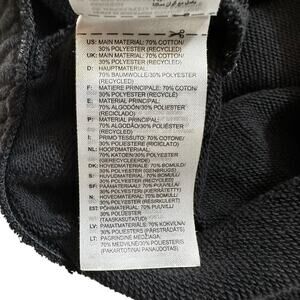 US: MAIN MATERIAL: 70% COTTON/
30% POLYESTER (RECYCLED)
UK: MAIN MATERIAL: 70% COTTON/
30% POLYESTER (RECYCLED)
D: HAUPTMATERIAL:
70% BAUMWOLLE/30% POLYESTER
(RECYCELT)
F: MATIERE PRINCIPALE: 70% COTON/
30% POLYESTER (RECYCLÉ)
E: MATERIAL PRINCIPAL:
70% ALGODÓN/30% POLIÉSTER
(RECICLADO)
P: MATERIAL PRINCIPAL:
70% ALGODÃO/30% POLIÉSTER
(RECICLADO)
I: PRIMO TESSUTO: 70% COTONE/
30% POLIESTERE (RICICLATO)
NL: HOOFDMATERIAAL:
70% KATOEN/30% POLYESTER
(GERECYCLED)
DK: HOVEDMATERIALE: 70% BOMULD/
30% POLYESTER (GENBRUGS)
S: HUVUDMATERIAL: 70% BOMULL/
30% POLYESTER
SF: PÄÄMATERIAALI: 70% PUUVILLA/
30% POLYESTERI
N: HOVEDMATERIALE: 70% BOMULL/
30% POLYESTER (RESIRKULERT)
EST: PÕHIMATERJAL: 70% PUUVILL/
30% POLÜESTER
(TAASKASUTATUD)
LV: PAMATMATERIĀLS: 70% KOKVILNA/
30% POLIESTERS (PĀRSTRĀDĀTS)
LT: PAGRINDINĖ MEDŽIAGA:
70% MEDVILNĖ/30% POLIESTERIS
(PAKARTOTINAI PANAUDOTAS)